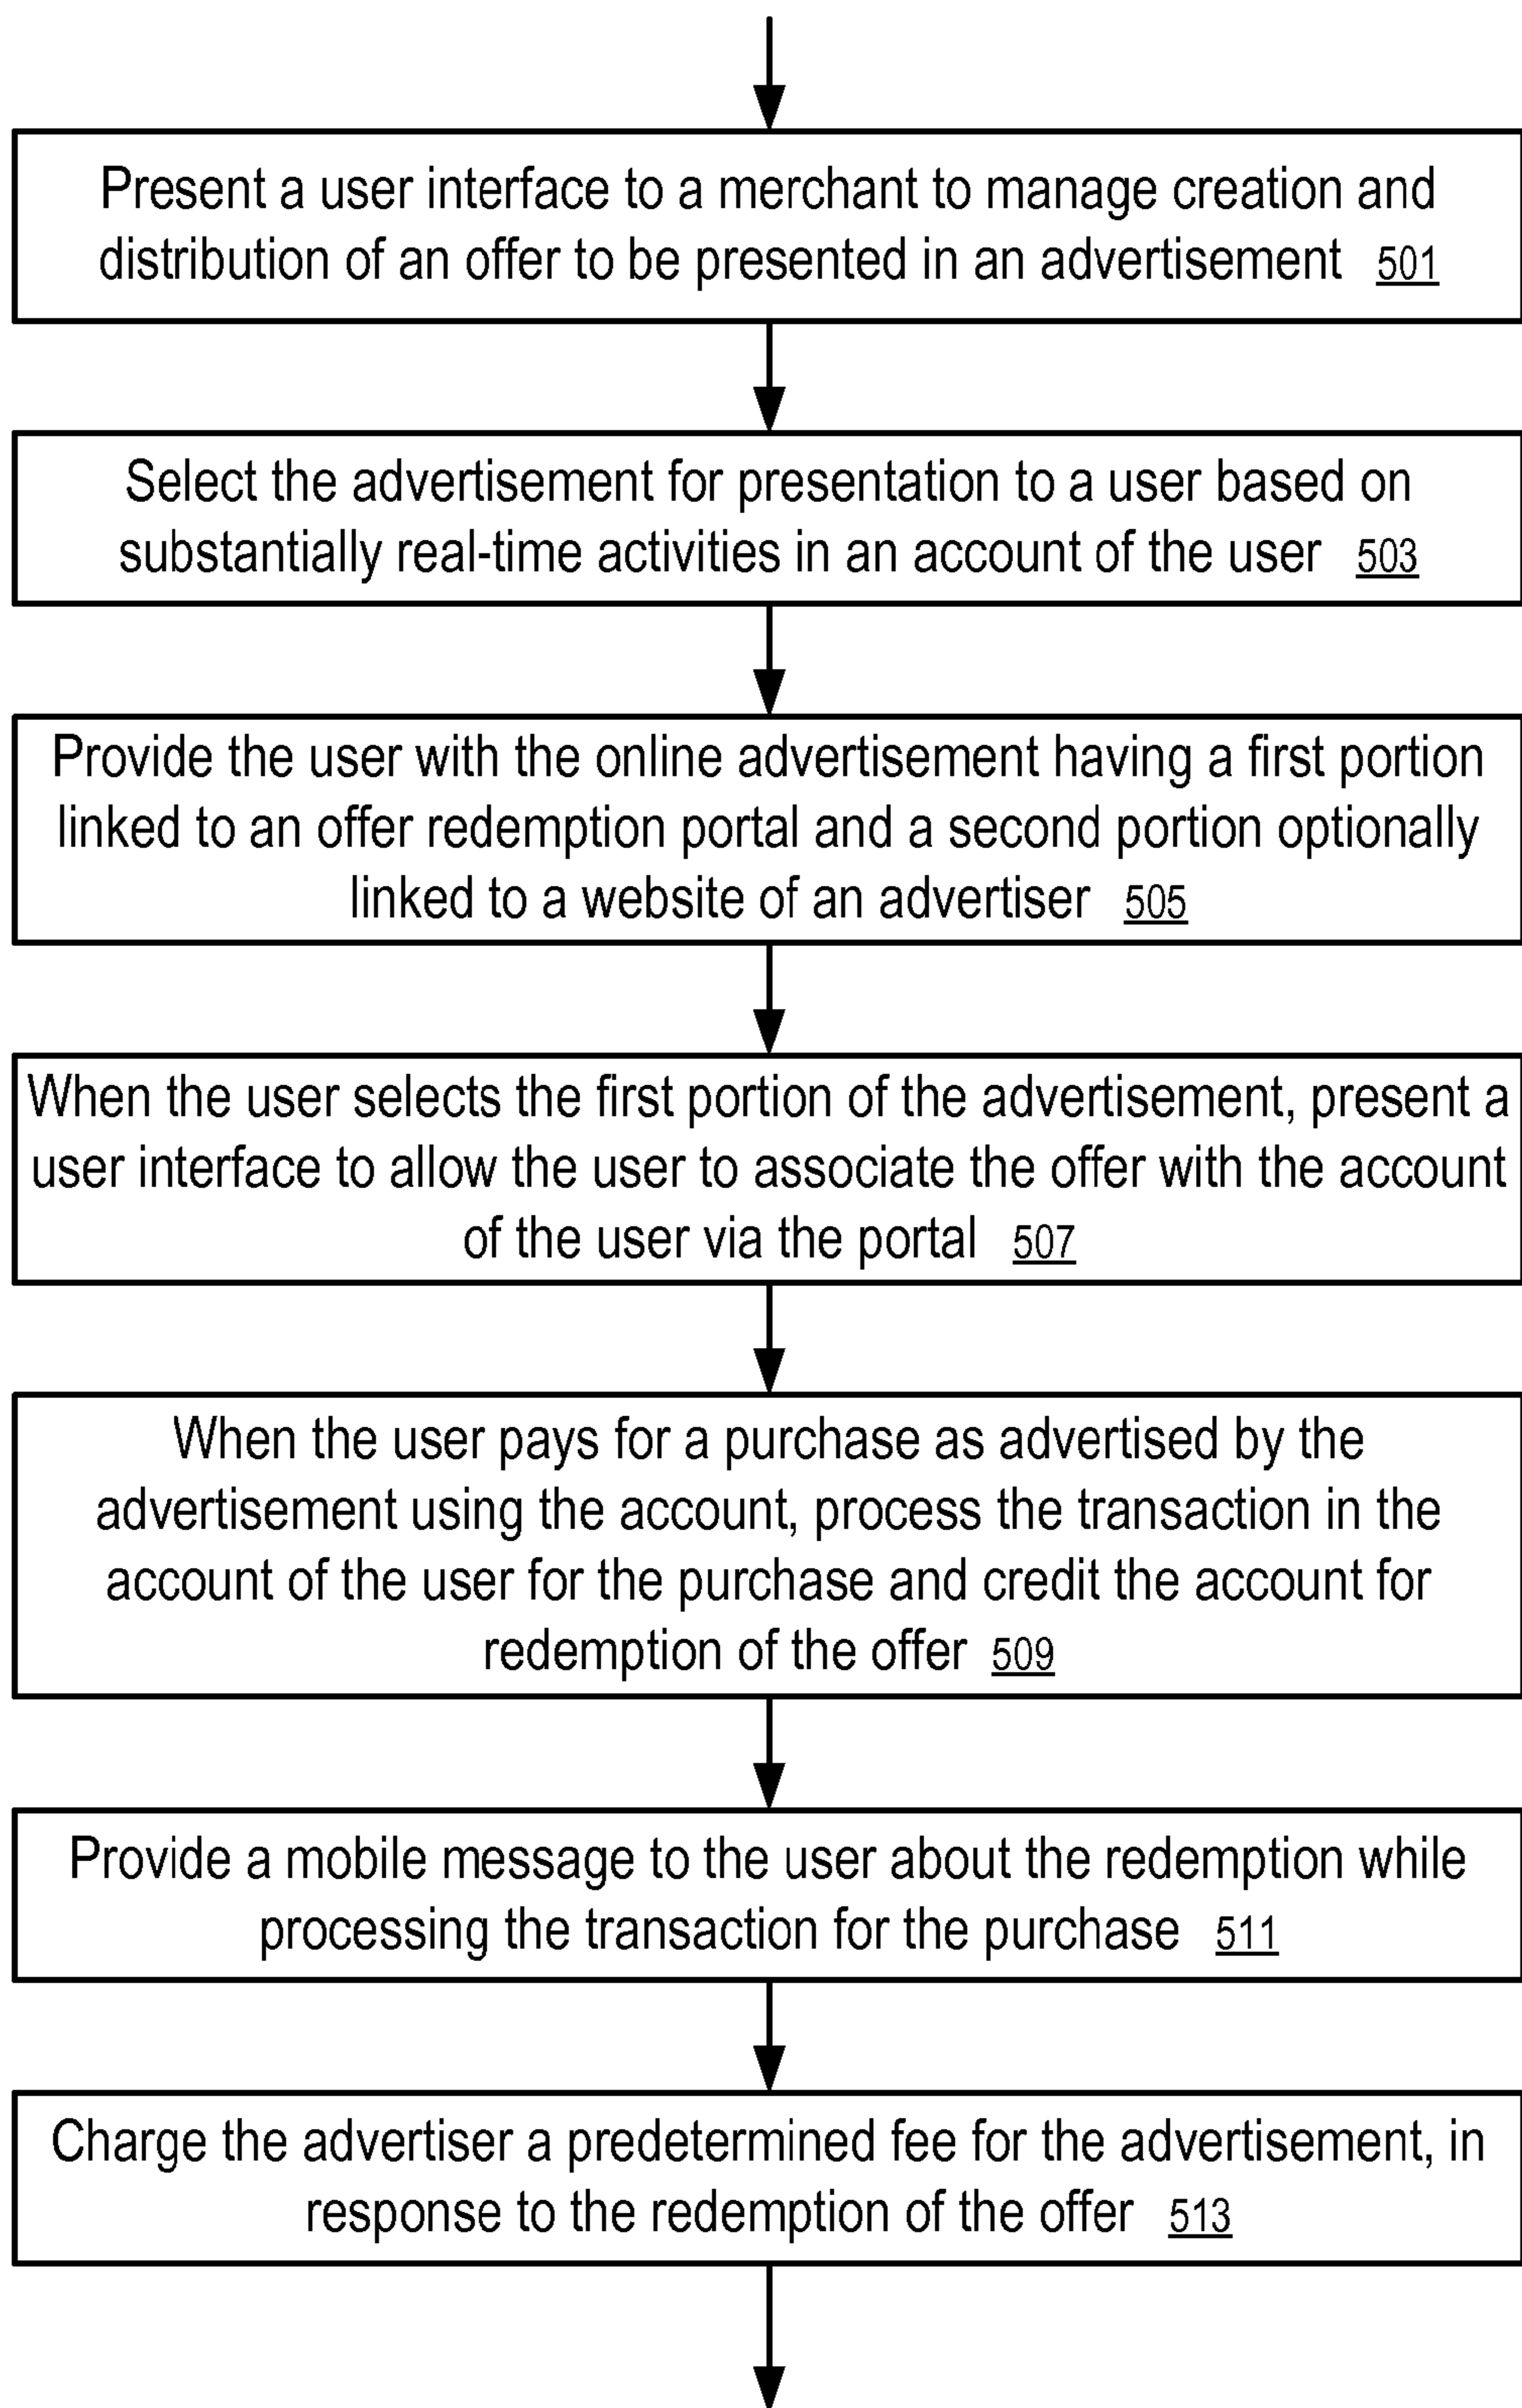 Present a user interface to a merchant to manage creation and
distribution of an offer to be presented in an advertisement 501
Select the advertisement for presentation to a user based on
substantially real-time activities in an account of the user 503
Provide the user with the online advertisement having a first portion
linked to an offer redemption portal and a second portion optionally
linked to a website of an advertiser 505
When the user selects the first portion of the advertisement, present a
user interface to allow the user to associate the offer with the account
of the user via the portal 507
When the user pays for a purchase as advertised by the
advertisement using the account, process the transaction in the
account of the user for the purchase and credit the account for
redemption of the offer 509
Provide a mobile message to the user about the redemption while
processing the transaction for the purchase 511
Charge the advertiser a predetermined fee for the advertisement, in
response to the redemption of the offer 513